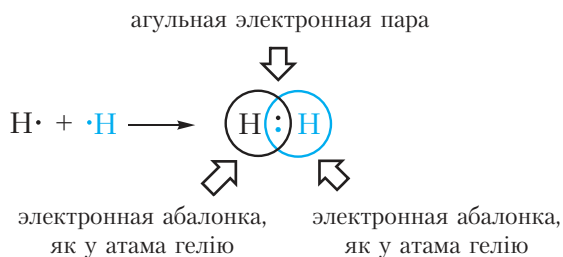 агульная электронная пара
H· + ·H → H : H
электронная абалонка,
як у атама гелію
электронная абалонка,
як у атама гелію